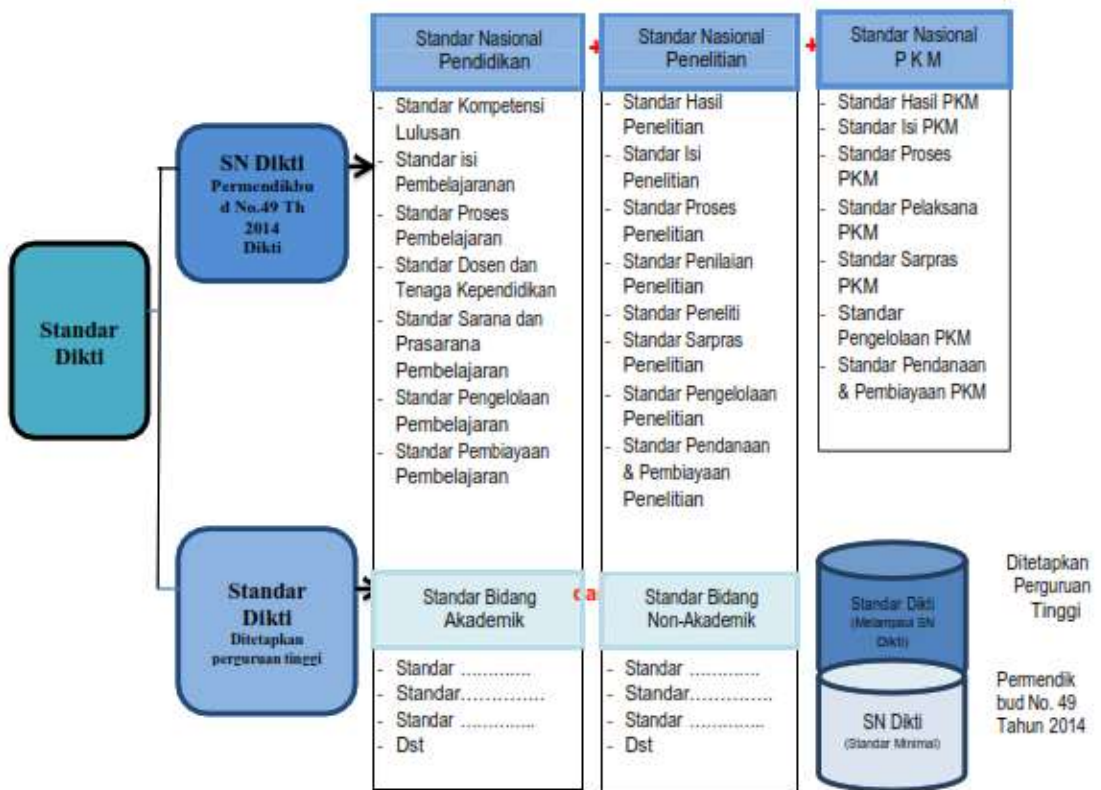 Standar
Dikti
SN Dikti
Permendikbu
d No.49 Th
2014
Dikti
Standar Nasional
Pendidikan
- Standar Kompetensi
Lulusan
- Standar isi
Pembelajaranan
- Standar Proses
Pembelajaran
- Standar Dosen dan
Tenaga Kependidikan
- Standar Sarana dan
Prasarana
Pembelajaran
- Standar Pengelolaan
Pembelajaran
- Standar Pembiayaan
Pembelajaran
+
Standar Nasional
Penelitian
- Standar Hasil
Penelitian
- Standar Isi
Penelitian
- Standar Proses
Penelitian
- Standar Penilaian
Penelitian
- Standar Peneliti
- Standar Sarpras
Penelitian
- Standar Pengelolaan
Penelitian
- Standar Pendanaan
& Pembiayaan
Penelitian
+
Standar Nasional
P K M
- Standar Hasil PKM
- Standar Isi PKM
- Standar Proses
PKM
- Standar Pelaksana
PKM
- Standar Sarpras
PKM
- Standar
Pengelolaan PKM
- Standar Pendanaan
& Pembiayaan PKM
Standar
Dikti
Ditetapkan
perguruan tinggi
Standar Bidang
Akademik
- Standar .............
- Standar...............
- Standar ..............
- Dst
da
Standar Bidang
Non-Akademik
- Standar .............
- Standar...............
- Standar ..............
- Dst
Standar Dikti
(Melampaui SN
Dikti)
SN Dikti
(Standar Minimal)
Ditetapkan
Perguruan
Tinggi
Permendik
bud No. 49
Tahun 2014